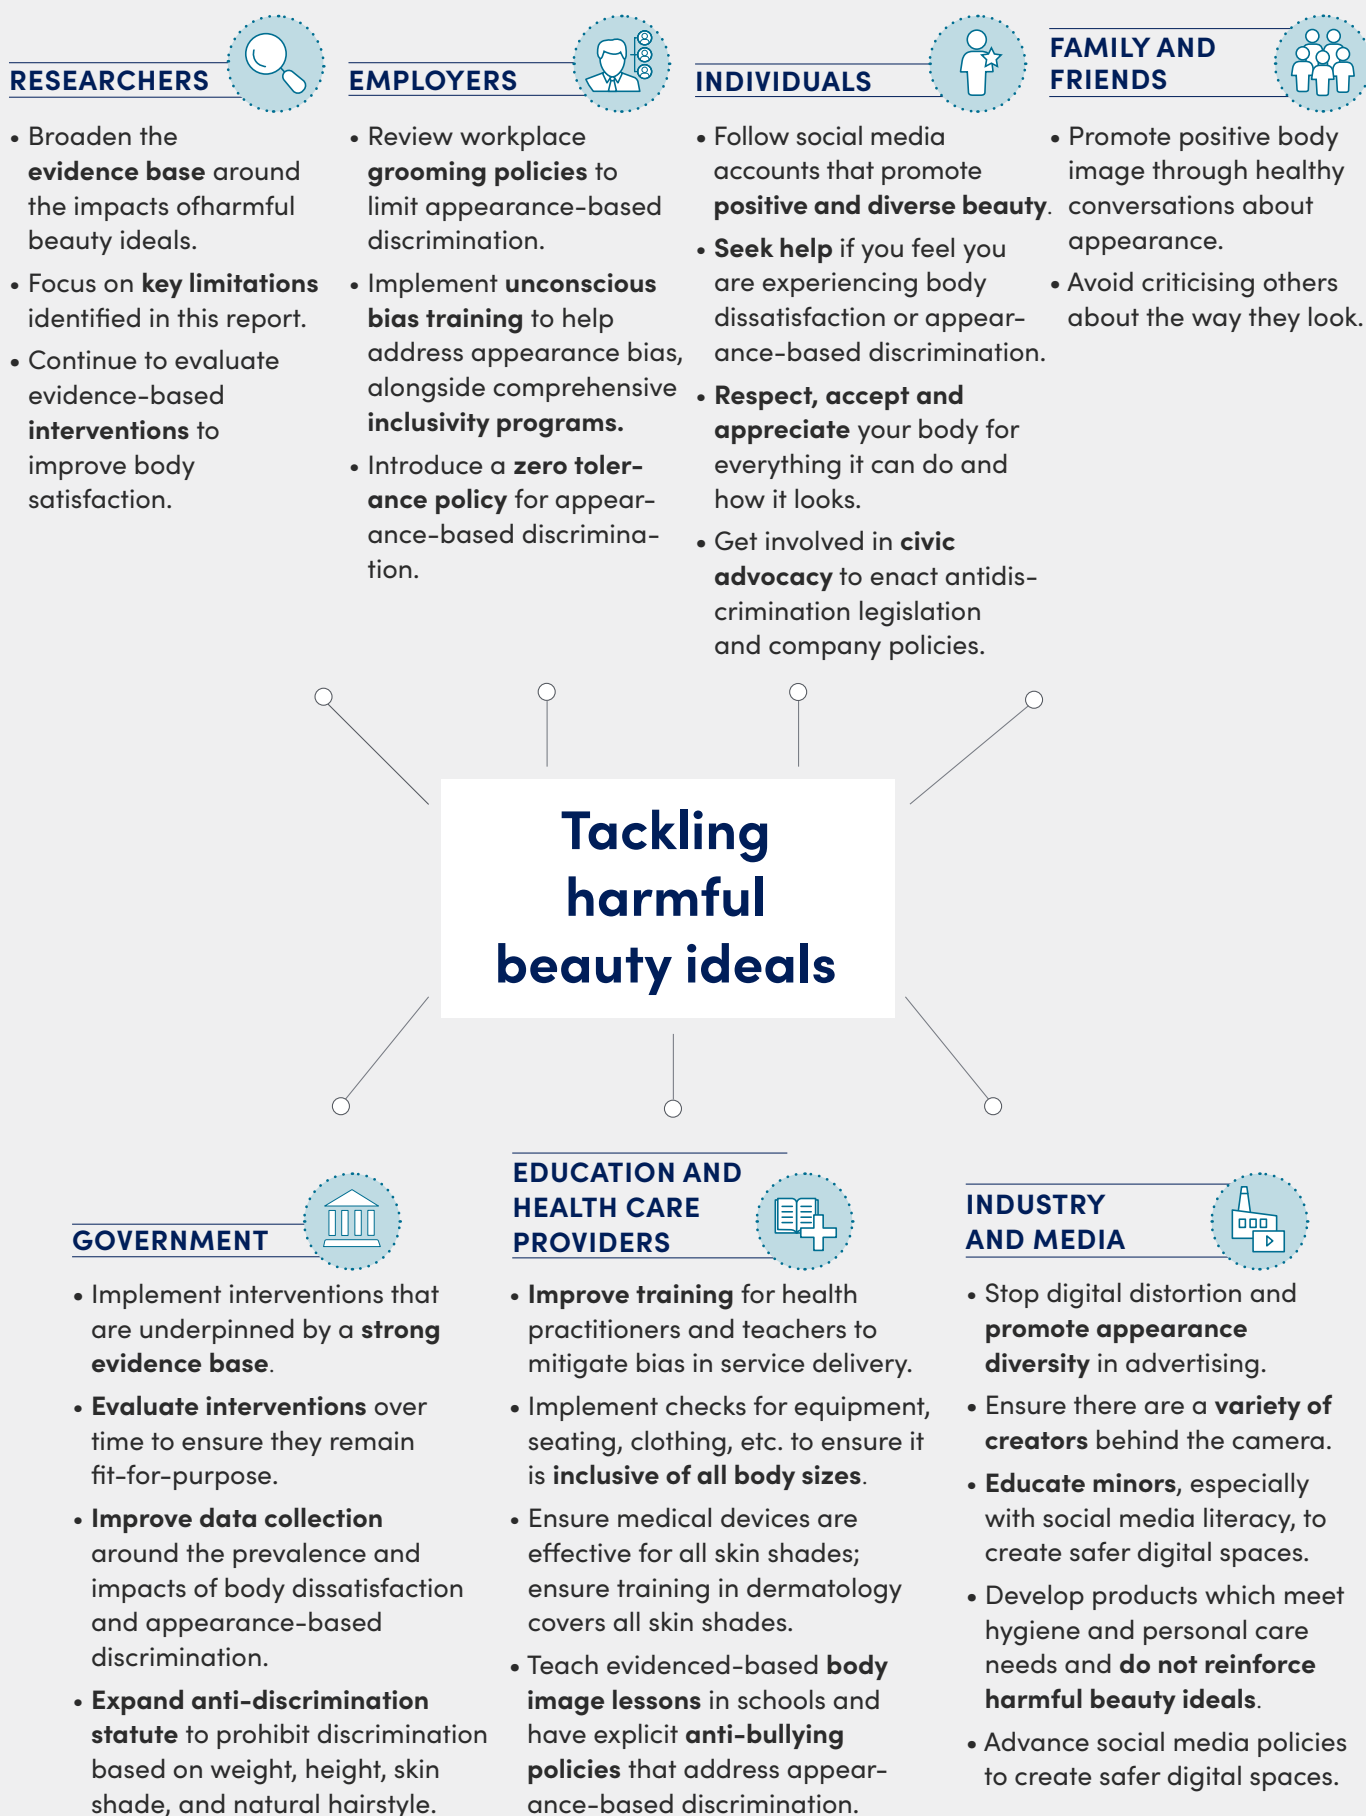 RESEARCHERS
• Broaden the
evidence base around
the impacts ofharmful
beauty ideals.
• Focus on key limitations
identified in this report.
• Continue to evaluate
evidence-based
interventions to
improve body
satisfaction.
EMPLOYERS
• Review workplace
grooming policies to
limit appearance-based
discrimination.
• Implement unconscious
bias training to help
address appearance bias,
alongside comprehensive
inclusivity programs.
• Introduce a zero toler-
ance policy for appear-
ance-based discrimina-
tion.
INDIVIDUALS
• Follow social media
accounts that promote
positive and diverse beauty.
• Seek help if you feel you
are experiencing body
dissatisfaction or appear-
ance-based discrimination.
• Respect, accept and
appreciate your body for
everything it can do and
how it looks.
• Get involved in civic
advocacy to enact antidis-
crimination legislation
and company policies.
FAMILY AND
FRIENDS
• Promote positive body
image through healthy
conversations about
appearance.
• Avoid criticising others
about the way they look.
Tackling
harmful
beauty ideals
GOVERNMENT
• Implement interventions that
are underpinned by a strong
evidence base.
• Evaluate interventions over
time to ensure they remain
fit-for-purpose.
• Improve data collection
around the prevalence and
impacts of body dissatisfaction
and appearance-based
discrimination.
• Expand anti-discrimination
statute to prohibit discrimination
based on weight, height, skin
shade, and natural hairstyle.
EDUCATION AND
HEALTH CARE
PROVIDERS
• Improve training for health
practitioners and teachers to
mitigate bias in service delivery.
• Implement checks for equipment,
seating, clothing, etc. to ensure it
is inclusive of all body sizes.
• Ensure medical devices are
effective for all skin shades;
ensure training in dermatology
covers all skin shades.
• Teach evidenced-based body
image lessons in schools and
have explicit anti-bullying
policies that address appear-
ance-based discrimination.
INDUSTRY
AND MEDIA
• Stop digital distortion and
promote appearance
diversity in advertising.
• Ensure there are a variety of
creators behind the camera.
• Educate minors, especially
with social media literacy, to
create safer digital spaces.
• Develop products which meet
hygiene and personal care
needs and do not reinforce
harmful beauty ideals.
• Advance social media policies
to create safer digital spaces.